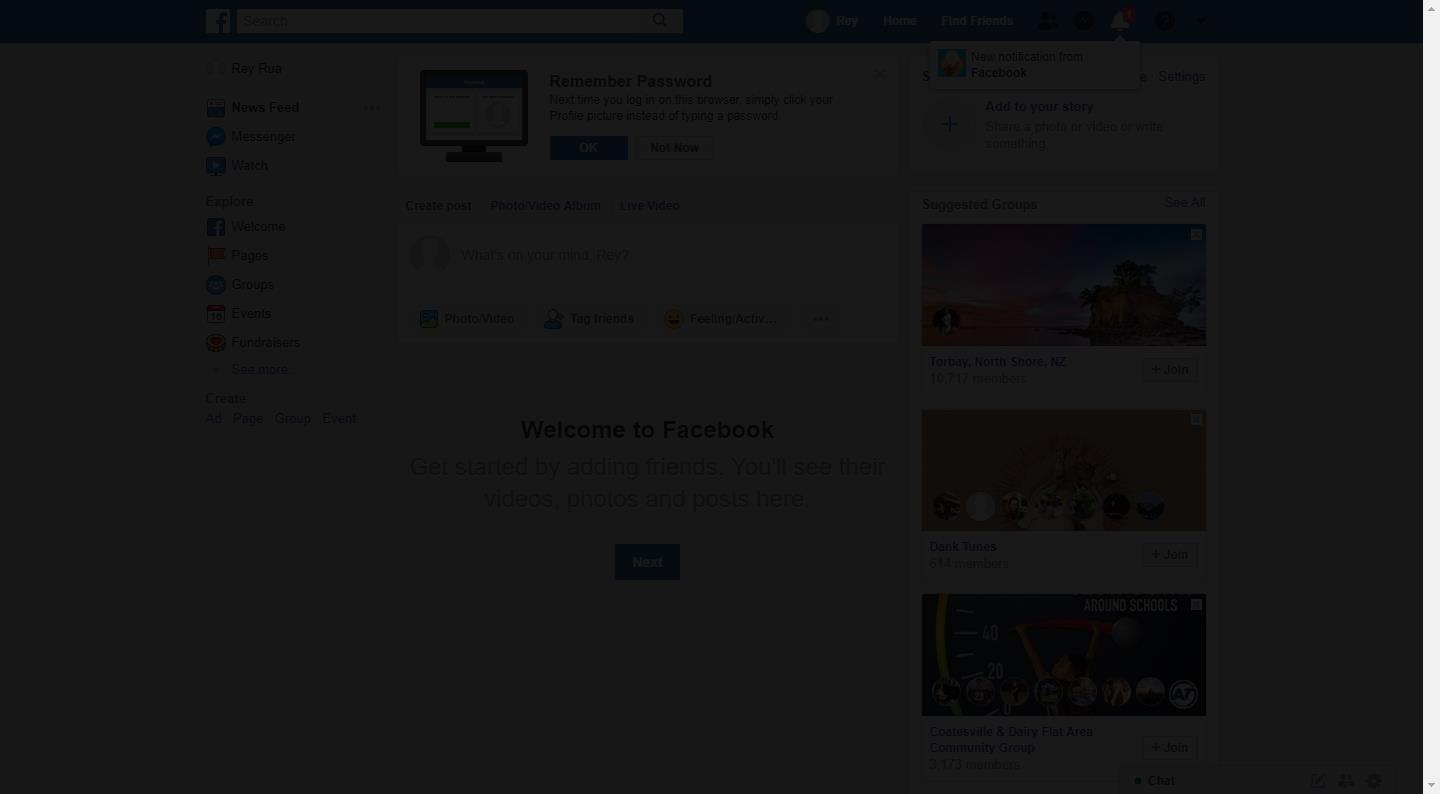 Search
Rey
Home
Find Friends
1
New notification from
Facebook
Rey Rua
News Feed
Messenger
Watch
Explore
Welcome
Pages
Groups
Events
Fundraisers
See more...
Create
Ad Page Group Event
Remember Password
Next time you log in on this browser, simply click your
Profile picture instead of typing a password.
OK
Not Now
Create post
Photo/Video Album
Live Video
What's on your mind, Rey?
Photo/Video
Tag friends
Feeling/Activ...
Welcome to Facebook
Get started by adding friends. You'll see their
videos, photos and posts here.
Next
Settings
Add to your story
Share a photo or video or write
something
Suggested Groups
See All
Torbay, North Shore, NZ
10,717 members
+ Join
Dank Tunes
614 members
+ Join
AROUND SCHOOLS
40
20
AT
Coatesville & Dairy Flat Area
Community Group
3,173 members
+ Join
Chat